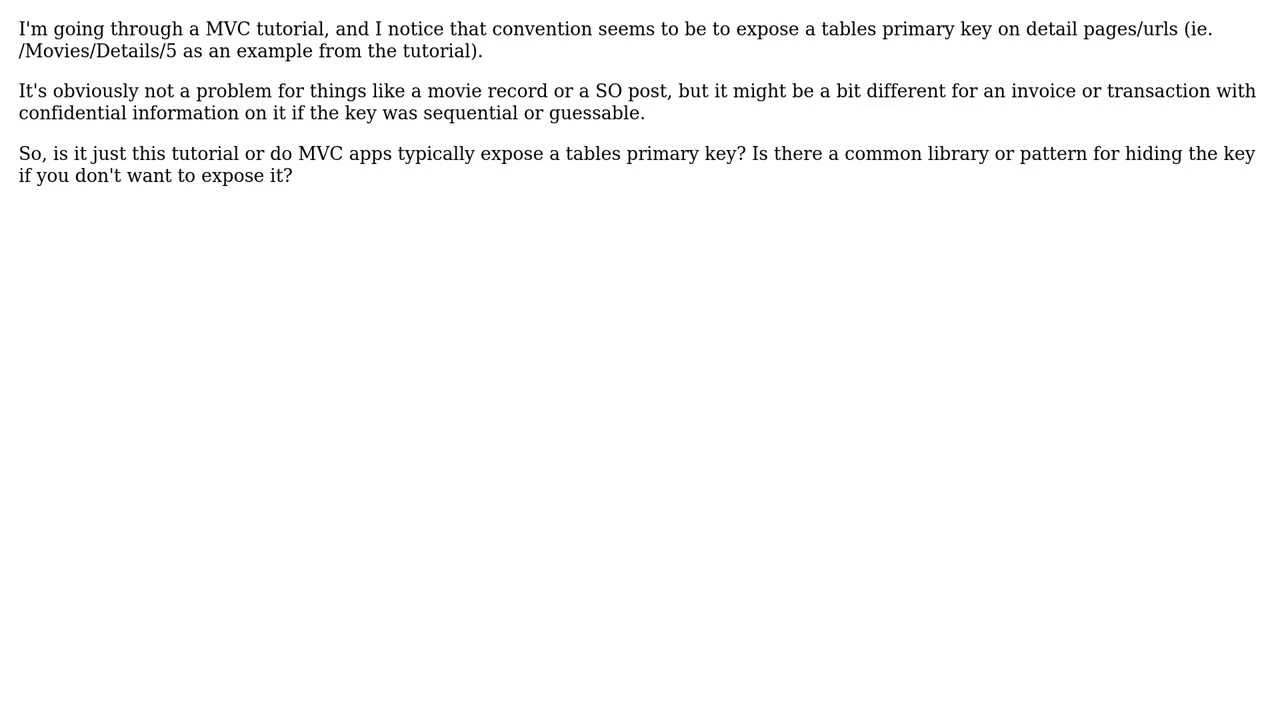 I'm going through a MVC tutorial, and I notice that convention seems to be to expose a tables primary key on detail pages/urls (ie.
/Movies/Details/5 as an example from the tutorial).
It's obviously not a problem for things like a movie record or a SO post, but it might be a bit different for an invoice or transaction with
confidential information on it if the key was sequential or guessable.
So, is it just this tutorial or do MVC apps typically expose a tables primary key? Is there a common library or pattern for hiding the key
if you don't want to expose it?